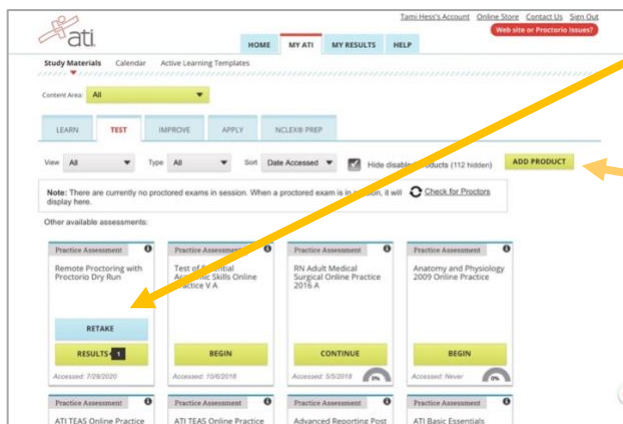 Tami Hess's Account Online Store Contact Us Sign Out
ati
Web site or Proctorio Issues?
HOME MY ATI MY RESULTS HELP
Study Materials Calendar Active Learning Templates
Content Area: All
LEARN TEST IMPROVE APPLY NCLEX® PREP
View All Type All Sort Date Accessed Hide (112 hidden) ADD PRODUCT
Note: There are currently no proctored exams in session. When a proctored exam is in it will Check for Proctors
display here.
Other available assessments:
Practice Assessment Practice Assessment Practice Assessment Practice Assessment
Remote Proctoring with Test of RN Adult Medical Anatomy and Physiology
Proctorio Dry Run Skills Online Surgical Online Practice 2009 Online Practice
V A 2016 A
RETAKE
RESULTS 1 BEGIN CONTINUE BEGIN
Accessed: 7/28/2020 Accessed: 10/6/2018 Accessed: 5/5/2018 0% Accessed: Never 0%
Practice Assessment Practice Assessment Practice Assessment Practice Assessment
ATI TEAS Online Practice ATI TEAS Online Practice Advanced Reporting Post ATI Basic Essentials